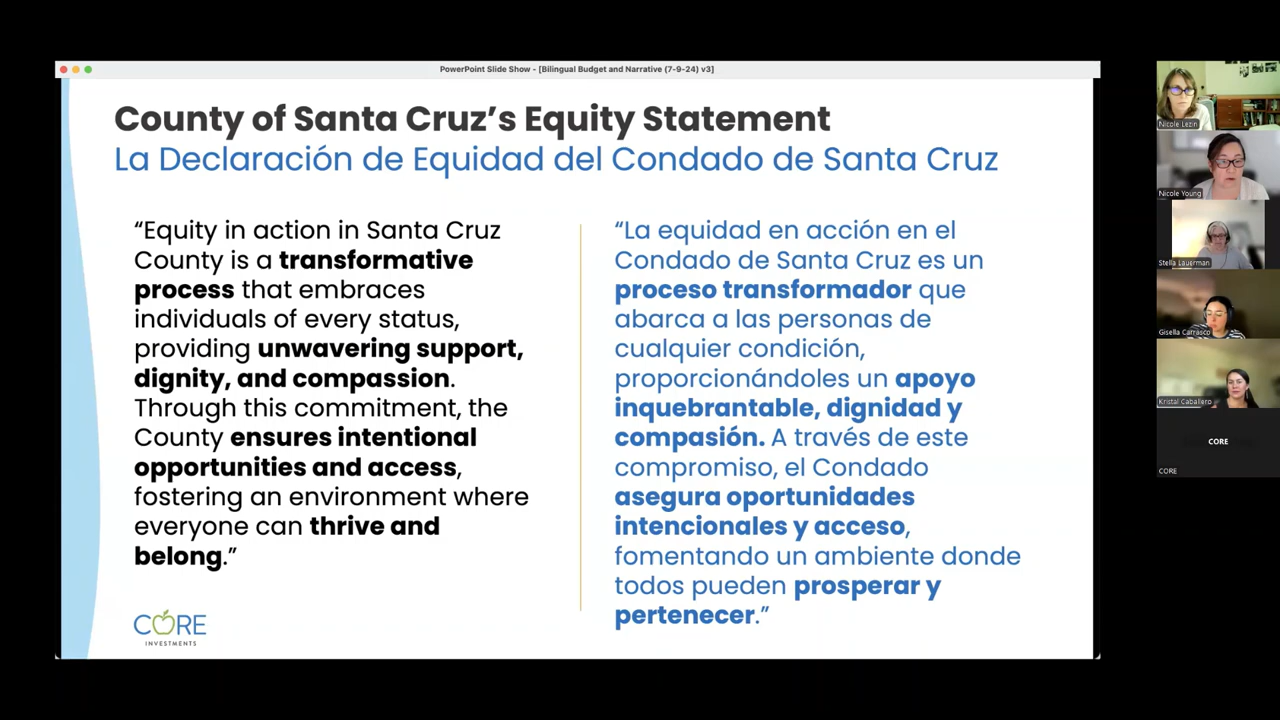 PowerPoint Slide Show - [Bilingual Budget and Narrative (7-9-24) v3]
County of Santa Cruz’s Equity Statement
La Declaración de Equidad del Condado de Santa Cruz
“Equity in action in Santa Cruz
County is a transformative
process that embraces
individuals of every status,
providing unwavering support,
dignity, and compassion.
Through this commitment, the
County ensures intentional
opportunities and access,
fostering an environment where
everyone can thrive and
belong.”
“La equidad en acción en el
Condado de Santa Cruz es un
proceso transformador que
abarca a las personas de
cualquier condición,
proporcionándoles un apoyo
inquebrantable, dignidad y
compasión. A través de este
compromiso, el Condado
asegura oportunidades
intencionales y acceso,
fomentando un ambiente donde
todos pueden prosperar y
pertenecer.”
CORE
INVESTMENTS
Nicole Lezin
Nicole Young
Stella Lauerman
Gisella Carrasco
Kristal Caballero
CORE
CORE